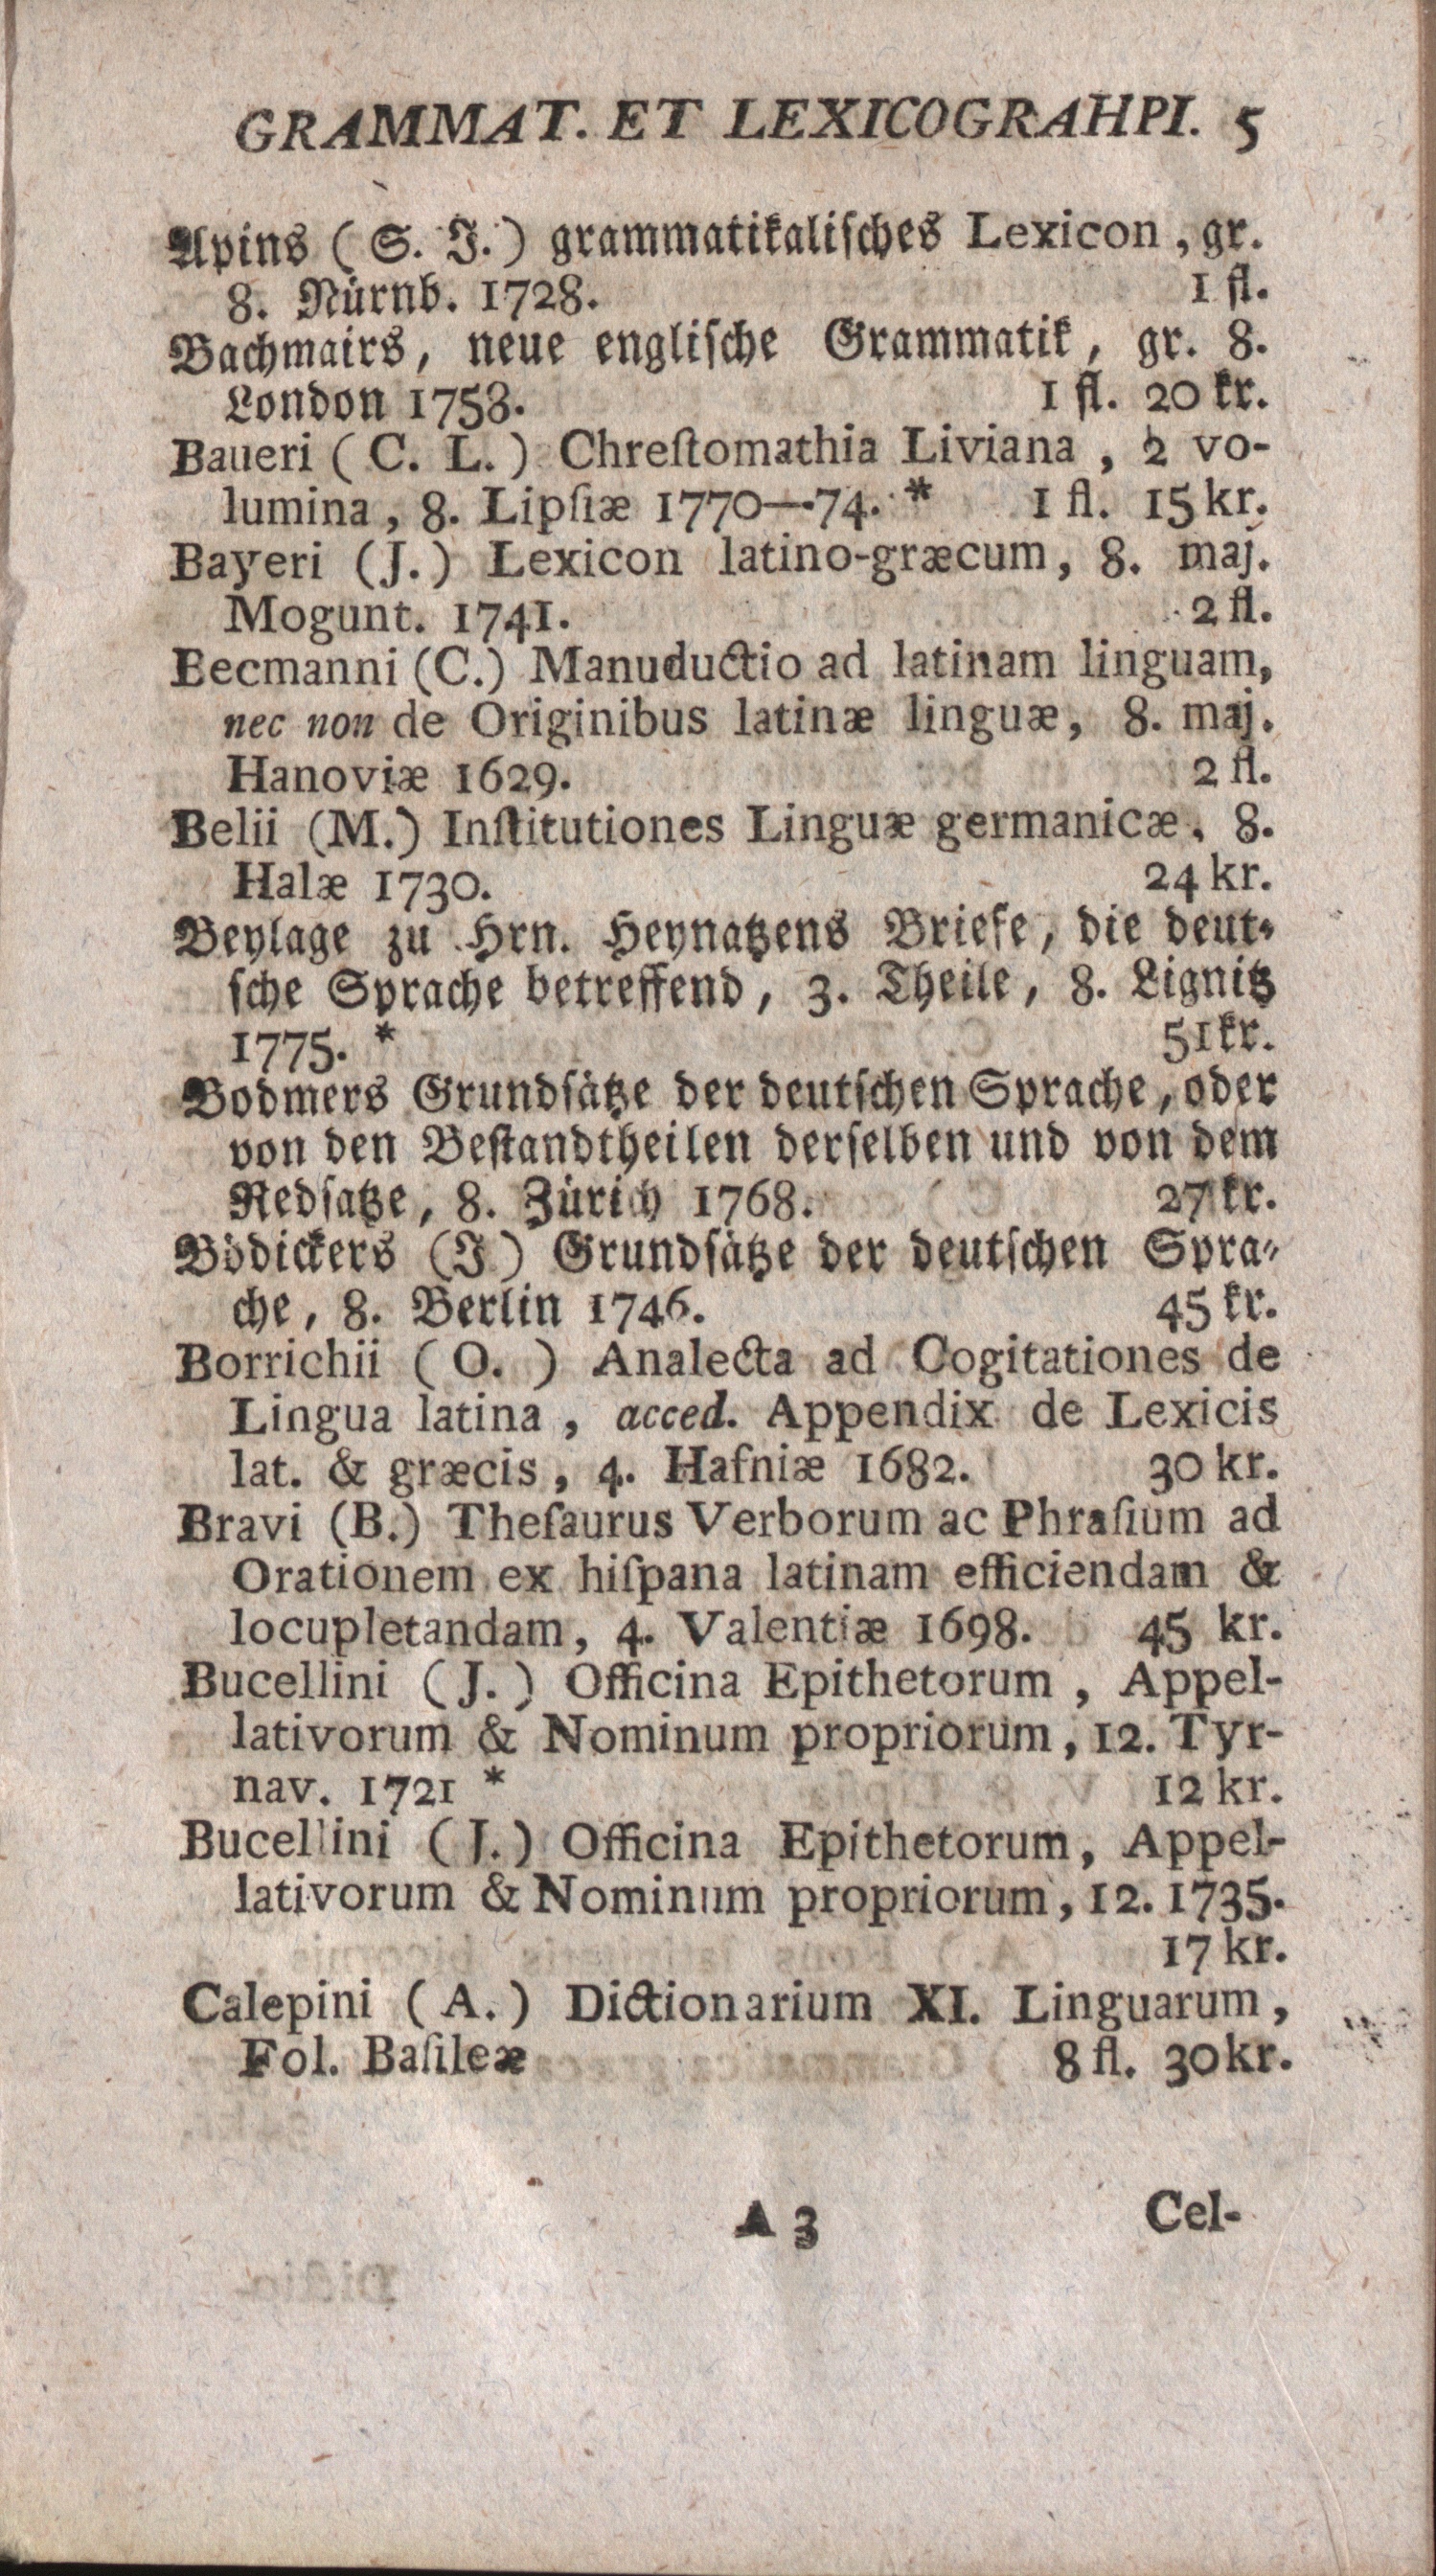 GRAMMAT. ET LEXICOGRAHPI. 5
Apins (S. J.) grammatikaliſches Lexicon, gr.
8. Nürnb. 1728. 1 fl.
Bachmairs, neue engliſche Grammatik, gr. 8.
London 1758. 1 fl. 20 kr.
Baueri (C. L.) Chreſtomathia Liviana, 2 vo-
lumina, 8. Lipſiæ 1770—74. * 1 fl. 15 kr.
Bayeri (J.) Lexicon latino-græcum, 8. maj.
Mogunt. 1741. 2 fl.
Becmanni (C.) Manuductio ad latinam linguam,
nec non de Originibus latinæ linguæ, 8. maj.
Hanoviæ 1629. 2 fl.
Belii (M.) Inſtitutiones Linguæ germanicæ, 8.
Halæ 1730. 24 kr.
Beylage zu Hrn. Heynatzens Briefe, die deut-
ſche Sprache betreffend, 3. Theile, 8. Lignitz
1775. * 51 kr.
Bodmers Grundſätze der deutſchen Sprache, oder
von den Beſtandtheilen derſelben und von dem
Redſatze, 8. Zürich 1768. 27 kr.
Bödickers (J) Grundſätze der deutſchen Spra-
che, 8. Berlin 1746. 45 kr.
Borrichii (O.) Analecta ad Cogitationes de
Lingua latina, acced. Appendix de Lexicis
lat. & græcis, 4. Hafniæ 1682. 30 kr.
Bravi (B.) Theſaurus Verborum ac Phraſium ad
Orationem ex hiſpana latinam efficiendam &
locupletandam, 4. Valentiæ 1698. 45 kr.
Bucellini (J.) Officina Epithetorum, Appel-
lativorum & Nominum propriorum, 12. Tyr-
nav. 1721 * 12 kr.
Bucellini (J.) Officina Epithetorum, Appel-
lativorum & Nominum propriorum, 12. 1735.
17 kr.
Calepini (A.) Dictionarium XI. Linguarum,
Fol. Baſileæ 8 fl. 30 kr.
A 3 Cel-